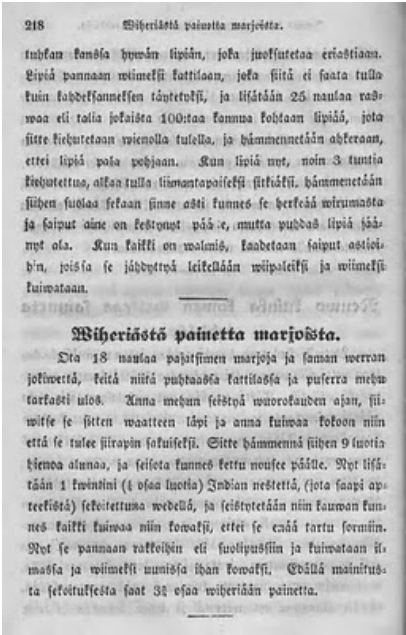 218 Wiheriästä painetta marjoista.
tuhkan kanssa hywän lipiän, joka juoksutetaa eriastiaan.
Lipiä pannaan wiimeksi kattilaan, joka siitä ei saata tulla
kuin kahdeksanneksen täytetyksi, ja lisätään 25 naulaa ras-
waa eli talia jokaista 100:taa kannua kohtaan lipiää, jota
sitte kiehutetaan wienolla tulella, ja hämmennetään ahkeraan,
ettei lipiä pala pohjaan. Kun lipiä nyt, noin 3 tuntia
kiehutettua, alkaa tulla liimantapaiseksi sitkiäksi, hämmenetään
siihen suolaa sekaan sinne asti kunnes se herkeää wirumasta
ja saiput aine on kestynyt pää e, mutta puhdas lipiä jää-
nyt ala. Kun kaikki on walmis, kaadetaan saiput astioi-
hin, joissa se jähdyttyä leikellään wiipaleiksi ja wiimeksi
kuiwataan.
Wiheriästä painetta marjoista.
Ota 18 naulaa pajatsimen marjoja ja saman werran
jokiwettä, keitä niitä puhtaassa kattilassa ja puserra mehu
tarkasti ulos. Anna mehun seistyä wuorokauden ajan, sii-
witse se sitten waatteen läpi ja anna kuiwaa kokoon niin
että se tulee siirapin sakuiseksi. Sitte hämmennä siihen 9 luotia
hienoa alunaa, ja seisota kunnes kettu nousee päälle. Nyt lisä-
tään 1 kwintiini (¼ osaa luotia) Indian nestettä, (jota saapi ap-
teekistä) sekoitettuna wedellä, ja seistytetään niin kauwan kun-
nes kaikki kuiwaa niin kowaksi, ettei se enää tartu sormiin.
Nyt se pannaan rakkoihin eli suolipussiin ja kuiwataan il-
massa ja wiimeksi uunissa ihan kowaksi. Edällä mainitus-
ta sekoituksesta saat 3¾ osaa wiheriään painetta.